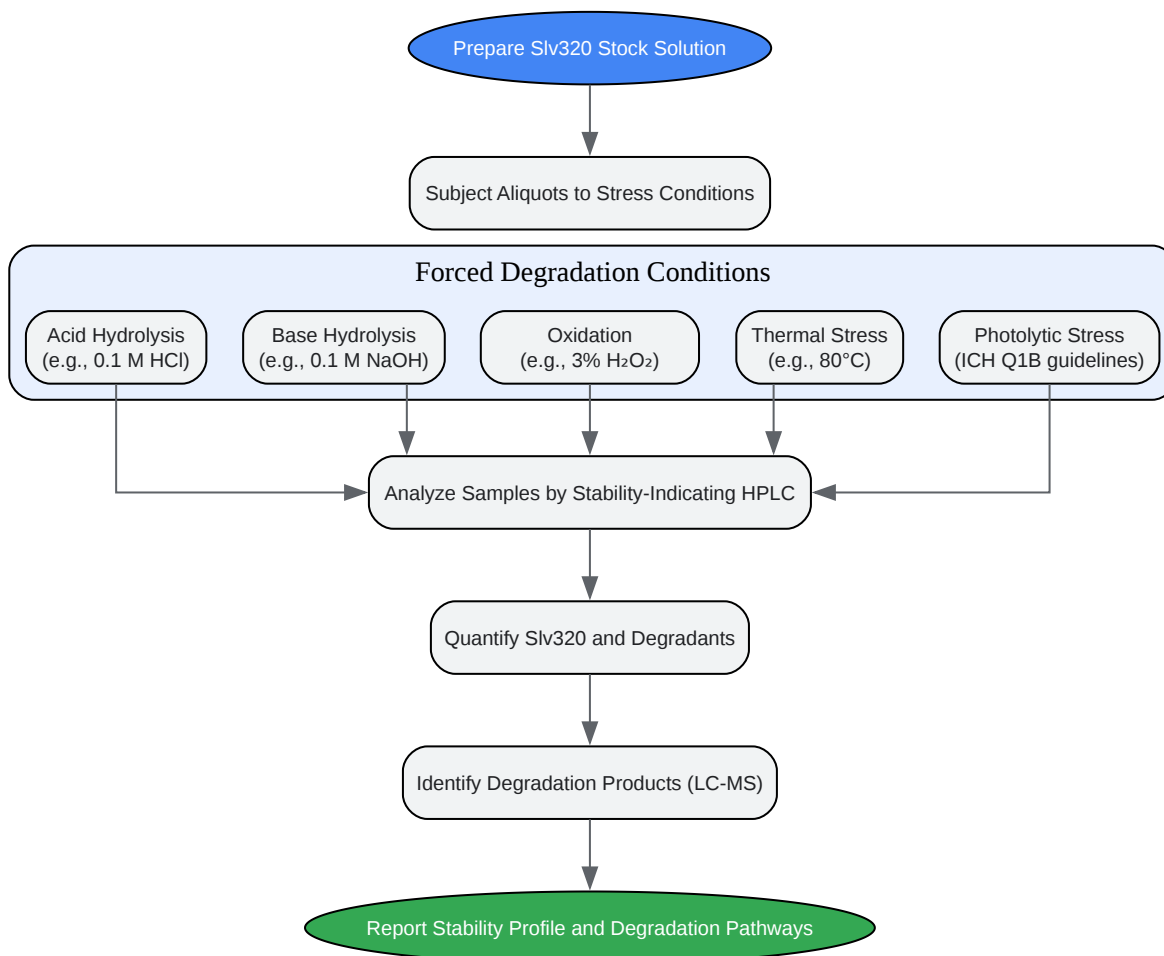 Prepare Slv320 Stock Solution
Subject Aliquots to Stress Conditions
Forced Degradation Conditions
Acid Hydrolysis
(e.g., 0.1 M HCl)
Base Hydrolysis
(e.g., 0.1 M NaOH)
Oxidation
(e.g., 3% H₂O₂)
Thermal Stress
(e.g., 80°C)
Photolytic Stress
(ICH Q1B guidelines)
Analyze Samples by Stability-Indicating HPLC
Quantify Slv320 and Degradants
Identify Degradation Products (LC-MS)
Report Stability Profile and Degradation Pathways